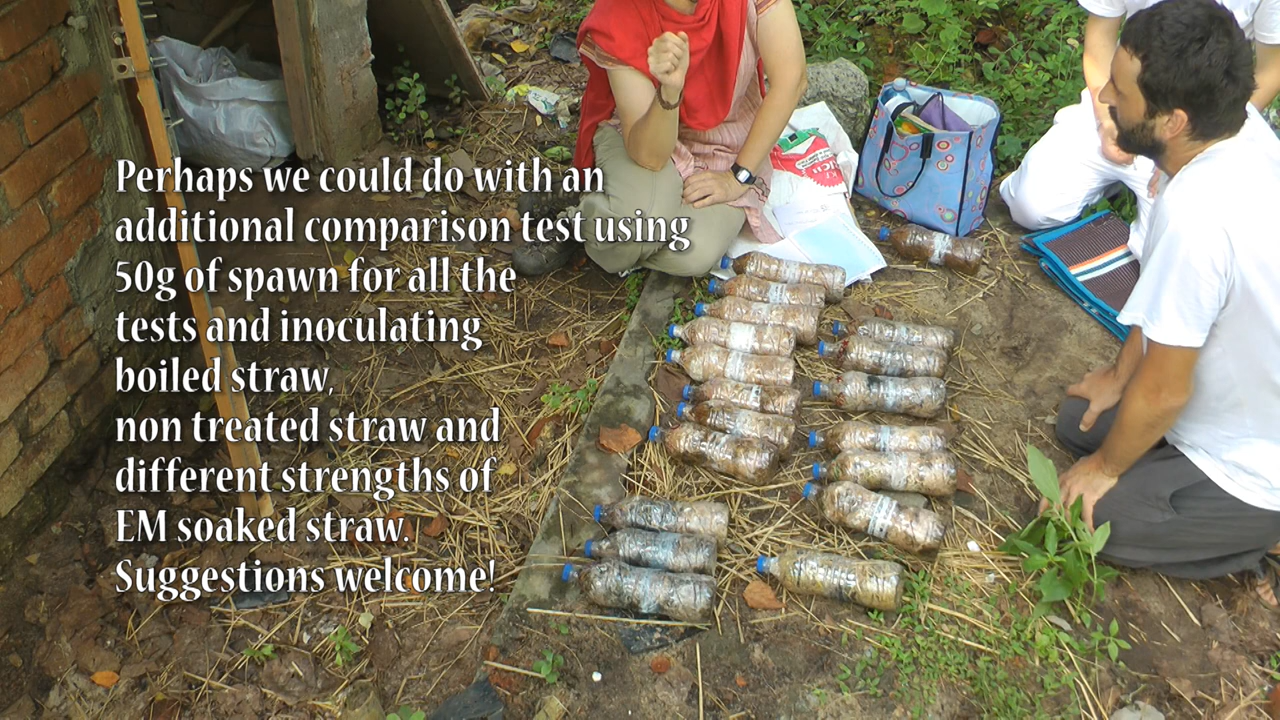 Perhaps we could do with an
additional comparison test using
50g of spawn for all the
tests and inoculating
boiled straw,
non treated straw and
different strengths of
EM soaked straw.
Suggestions welcome!